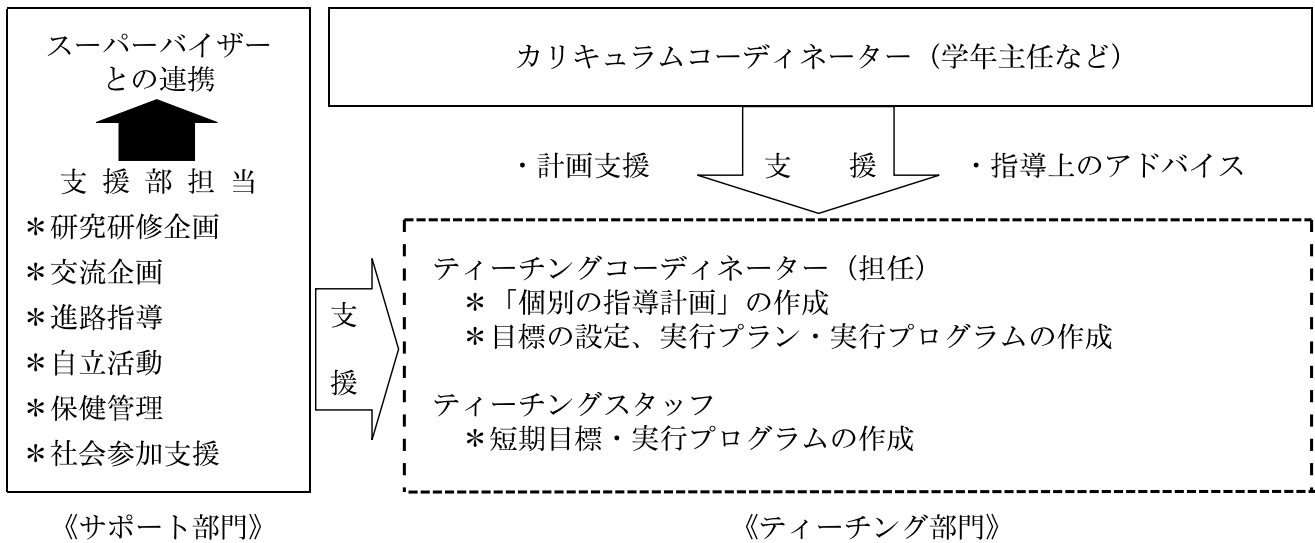 スーパーバイザー
との連携
支援部担当
＊研究研修企画
＊交流企画
＊進路指導
＊自立活動
＊保健管理
＊社会参加支援
《サポート部門》
カリキュラムコーディネーター（学年主任など）
・計画支援
支援
・指導上のアドバイス
支援
ティーチングコーディネーター（担任）
＊「個別の指導計画」の作成
＊目標の設定、実行プラン・実行プログラムの作成
ティーチングスタッフ
＊短期目標・実行プログラムの作成
《ティーチング部門》